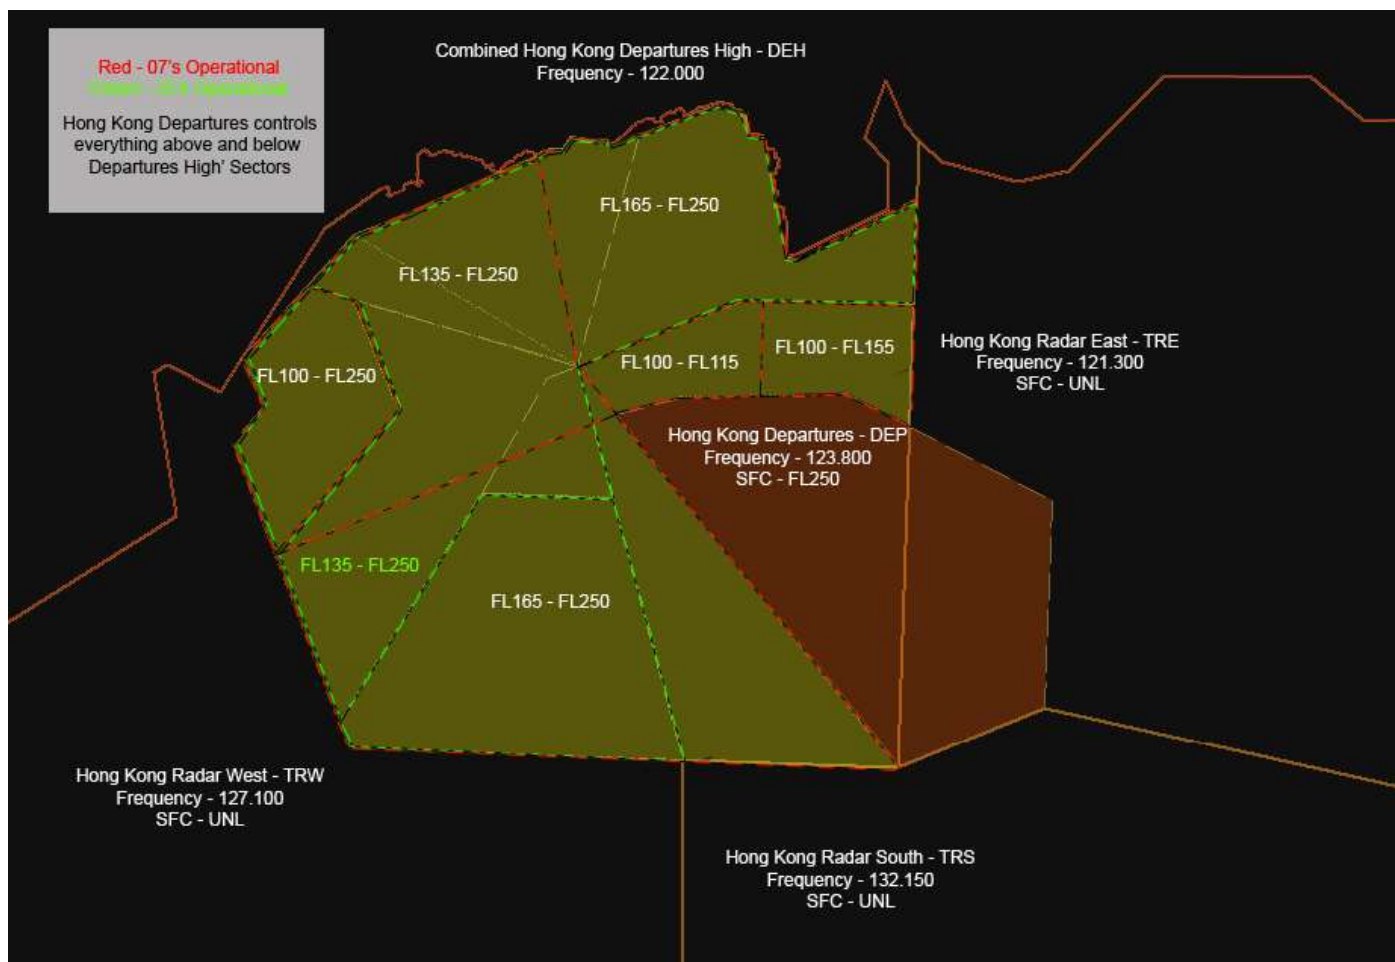 Red - 07's Operational
Operational
Hong Kong Departures controls
everything above and below
Departures High' Sectors
Combined Hong Kong Departures High - DEH
Frequency - 122.000
FL165 - FL250
FL135 - FL250
FL100 - FL250
FL100 - FL115
FL100 - FL155
Hong Kong Radar East - TRE
Frequency - 121.300
SFC - UNL
Hong Kong Departures - DEP
Frequency - 123.800
SFC - FL250
FL135 - FL250
FL165 - FL250
Hong Kong Radar West - TRW
Frequency - 127.100
SFC - UNL
Hong Kong Radar South - TRS
Frequency - 132.150
SFC - UNL